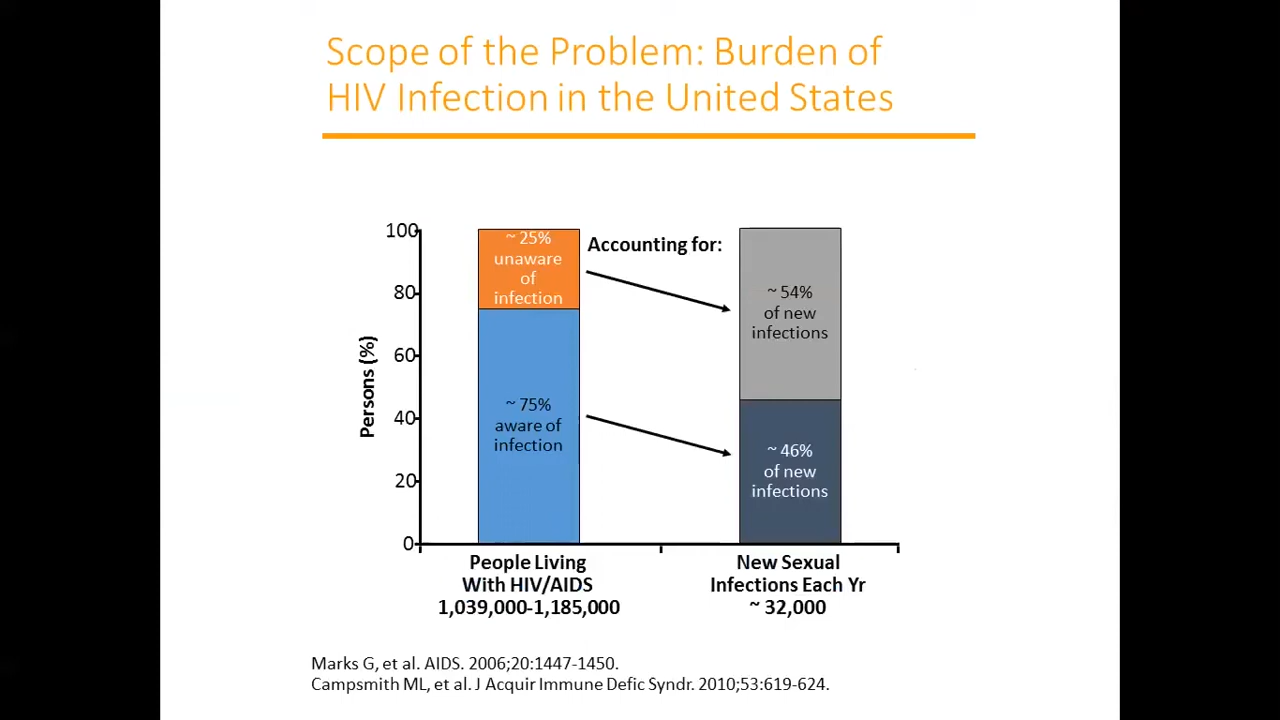 Scope of the Problem: Burden of
HIV Infection in the United States
Persons (%)
100
80
60
40
20
0
~ 25%
unaware
of
infection
~ 75%
aware of
infection
Accounting for:
~ 54%
of new
infections
~ 46%
of new
infections
People Living
With HIV/AIDS
1,039,000-1,185,000
New Sexual
Infections Each Yr
~ 32,000
Marks G, et al. AIDS. 2006;20:1447-1450.
Campsmith ML, et al. J Acquir Immune Defic Syndr. 2010;53:619-624.